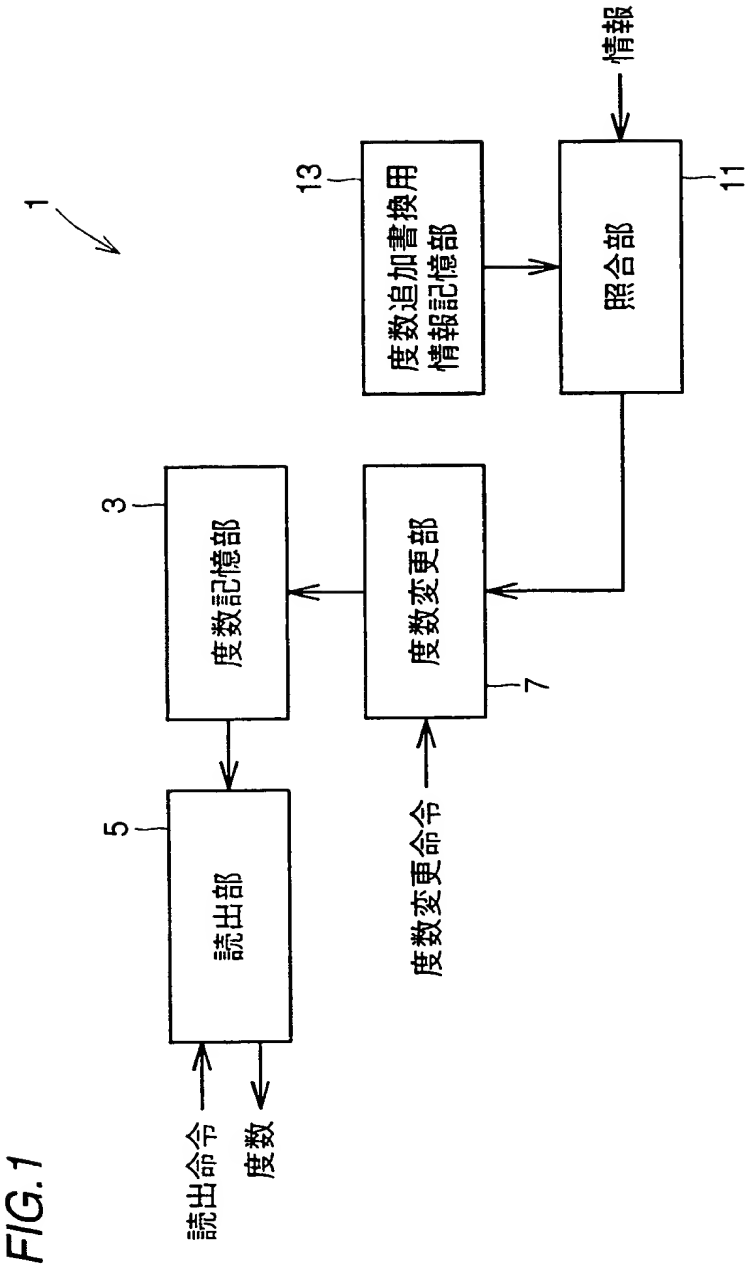 FIG.1
1
読出命令
度数
5
読出部
3
度数記憶部
度数変更命令
度数変更部
7
13
度数追加書換用
情報記憶部
照合部
11
情報